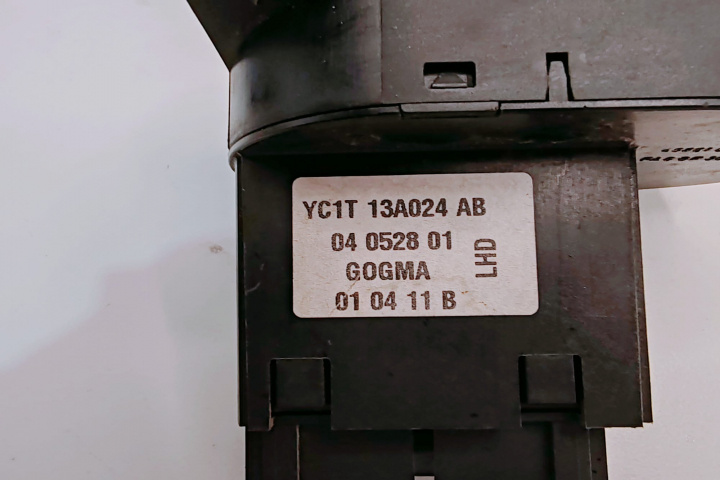 YC1T 13A024 AB
04 0528 01
GOGMA
01 04 11 B
LHD